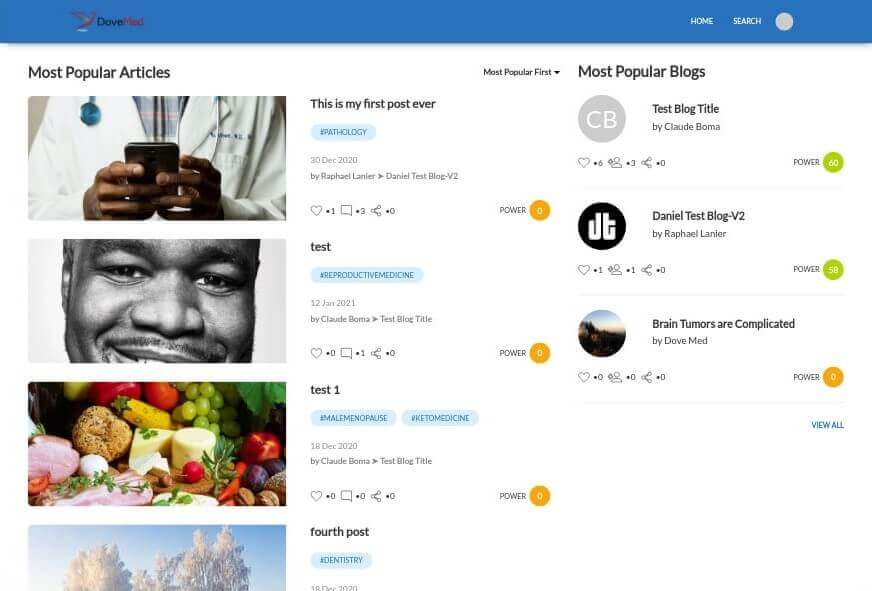 DoveMed
HOME
SEARCH
Most Popular Articles
Most Popular First
This is my first post ever
#PATHOLOGY
30 Dec 2020
by Raphael Lanier ➤ Daniel Test Blog-V2
•1 •3 •0
POWER 0
test
#REPRODUCTIVEMEDICINE
12 Jan 2021
by Claude Boma ➤ Test Blog Title
•0 •1 •0
POWER 0
test 1
#MALEMENOPAUSE #KETOMEDICINE
18 Dec 2020
by Claude Boma ➤ Test Blog Title
•0 •0 •0
POWER 0
fourth post
#DENTISTRY
Most Popular Blogs
CB
Test Blog Title
by Claude Boma
•6 •3 •0
POWER 60
dt
Daniel Test Blog-V2
by Raphael Lanier
•1 •1 •0
POWER 58
Brain Tumors are Complicated
by Dove Med
•0 •0 •0
POWER 0
VIEW ALL